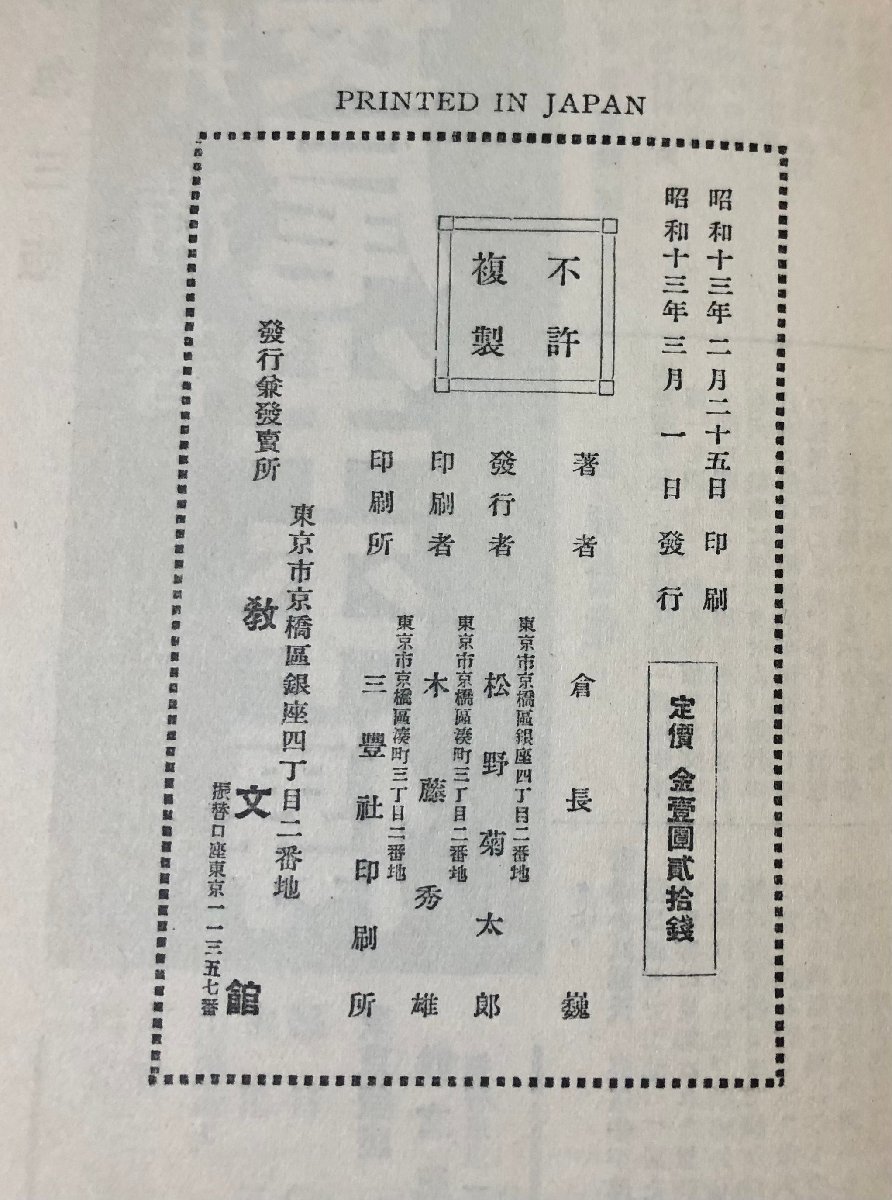 PRINTED IN JAPAN
昭和十三年二月二十五日印刷
昭和十三年三月一日發行
定價 金壹圓貳拾錢
不許
複製
著者 倉長巍
東京市京橋區銀座四丁目二番地
發行者 松野菊太郎
東京市京橋區湊町三丁目二番地
印刷者 木藤秀雄
東京市京橋區湊町三丁目二番地
印刷所 三豐社印刷所
東京市京橋區銀座四丁目二番地
發行兼發賣所 敎文館
振替口座東京一一三五七番